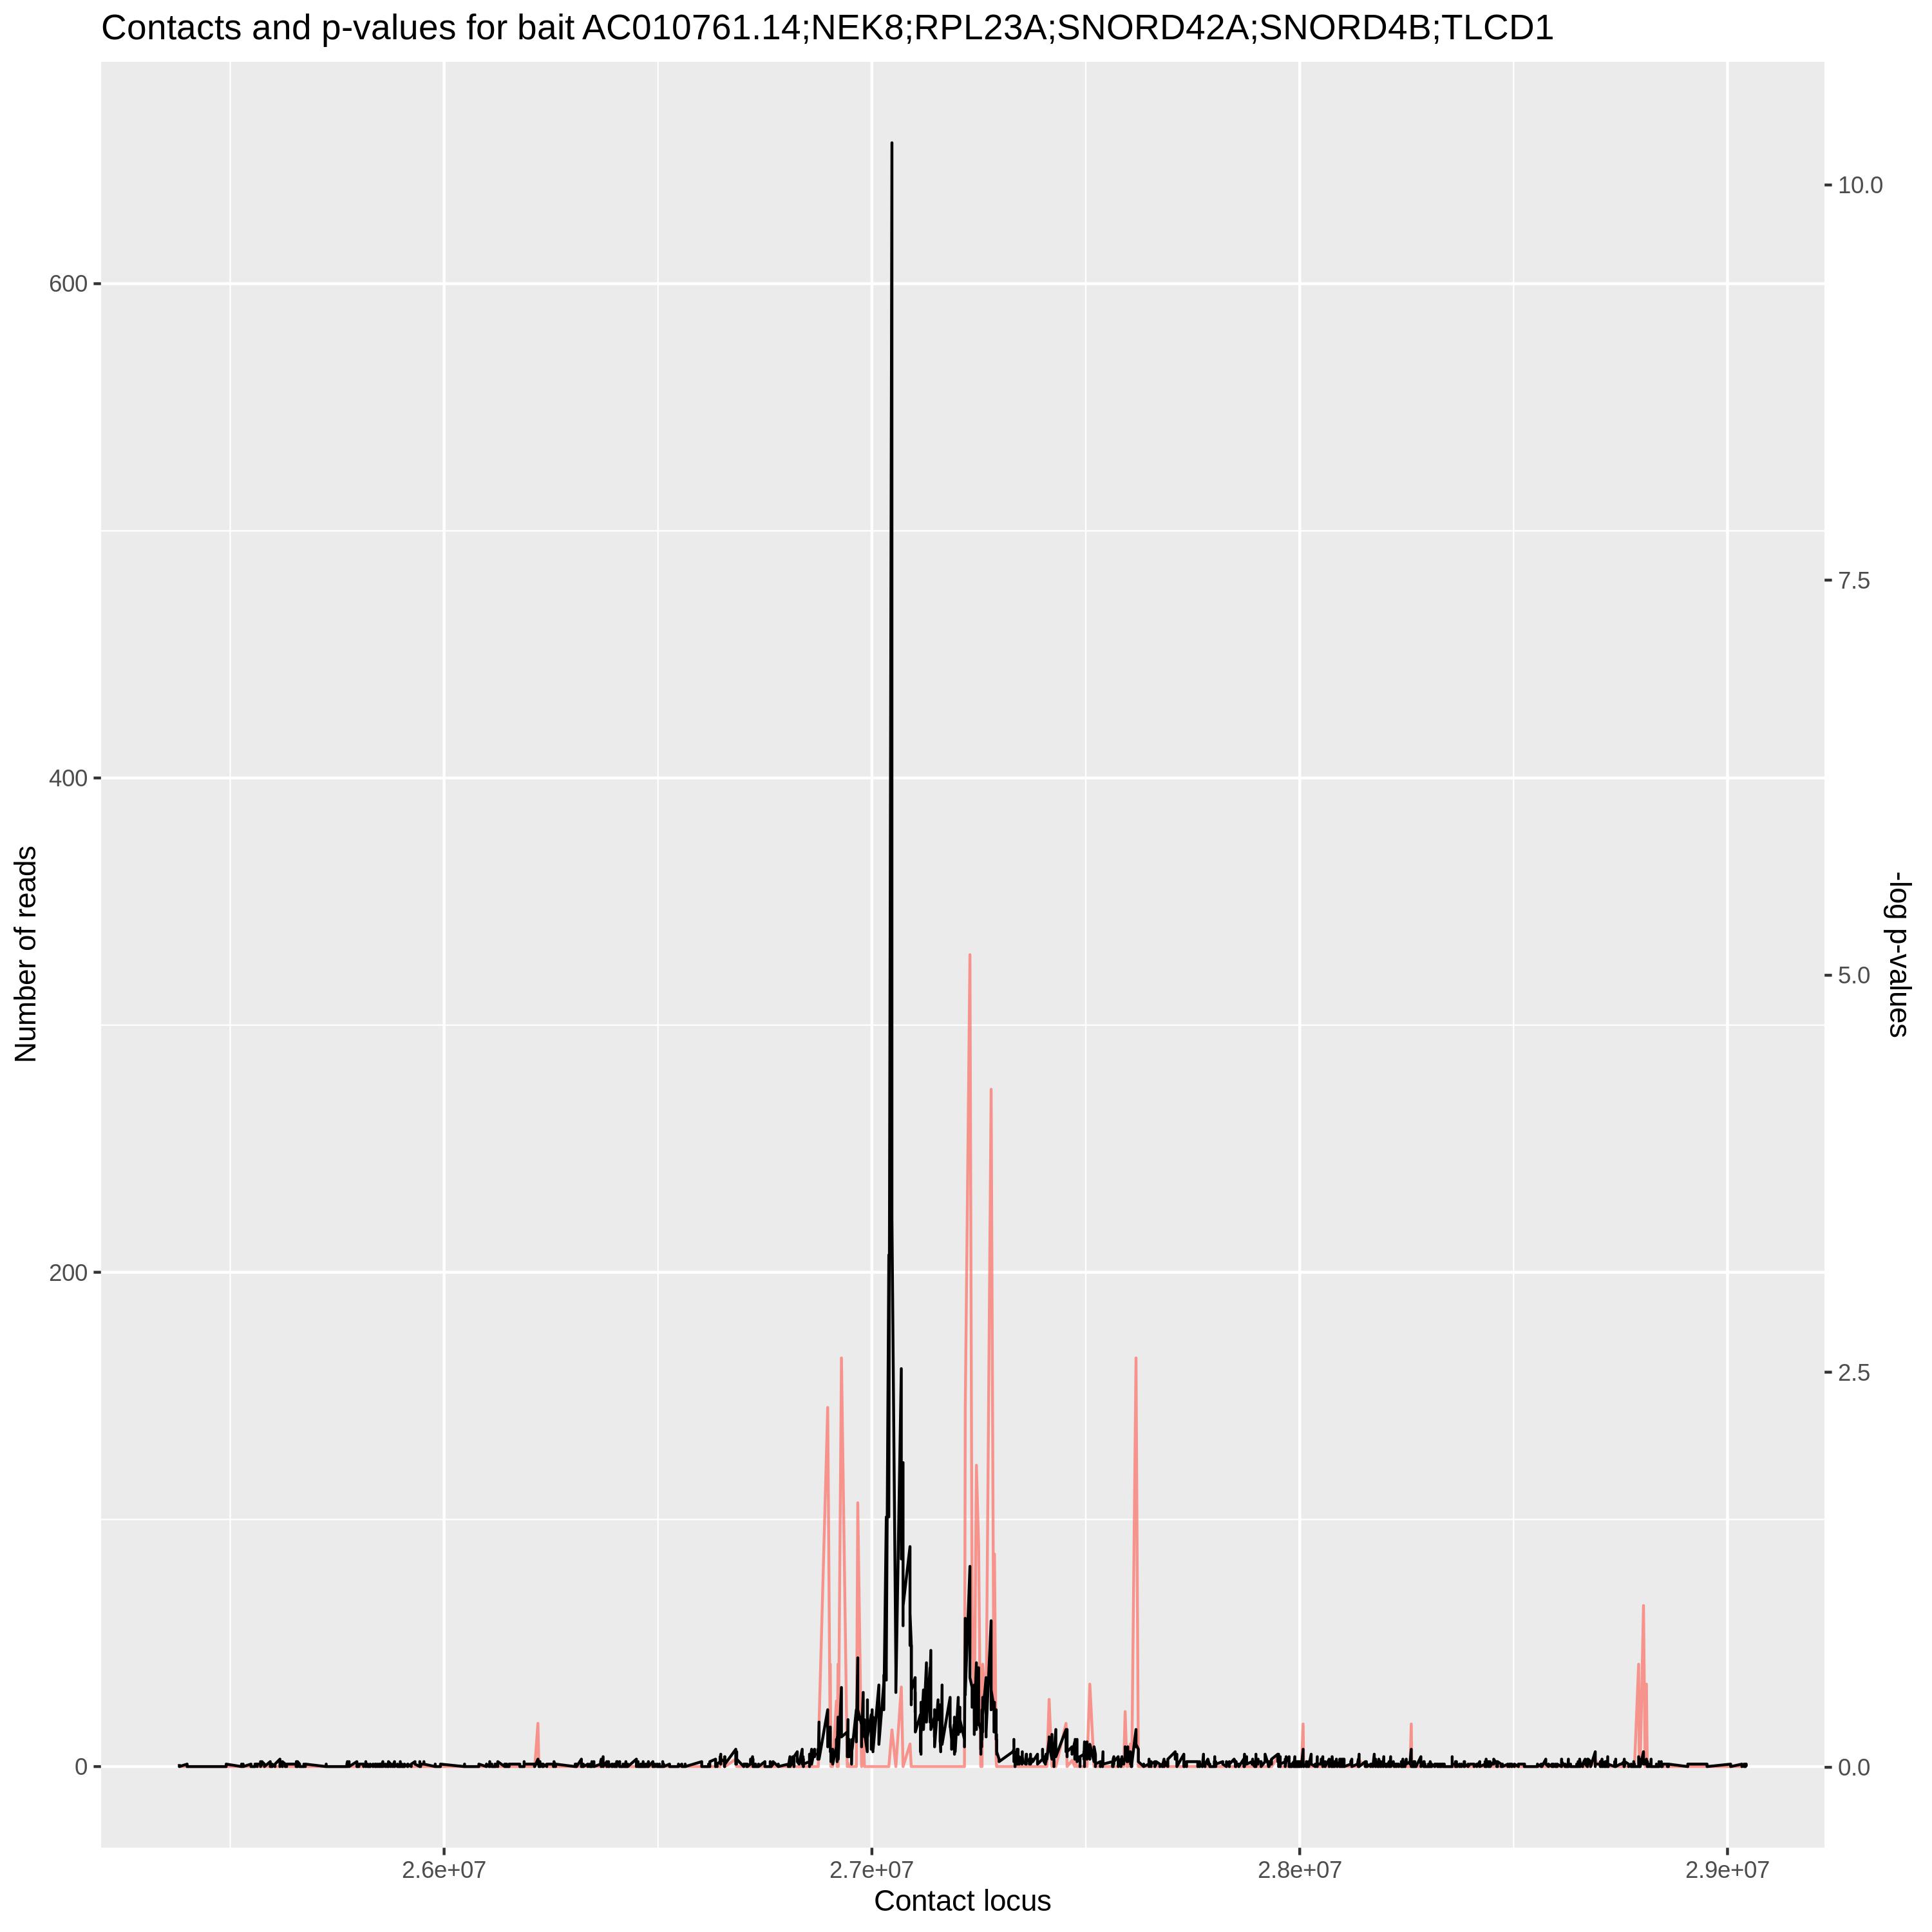 Contacts and p-values for bait AC010761.14;NEK8;RPL23A;SNORD42A;SNORD4B;TLCD1
10.0
600
7.5
400
Number of reads
-log p-values
5.0
200
2.5
0
0.0
2.6e+07
2.7e+07
2.8e+07
2.9e+07
Contact locus